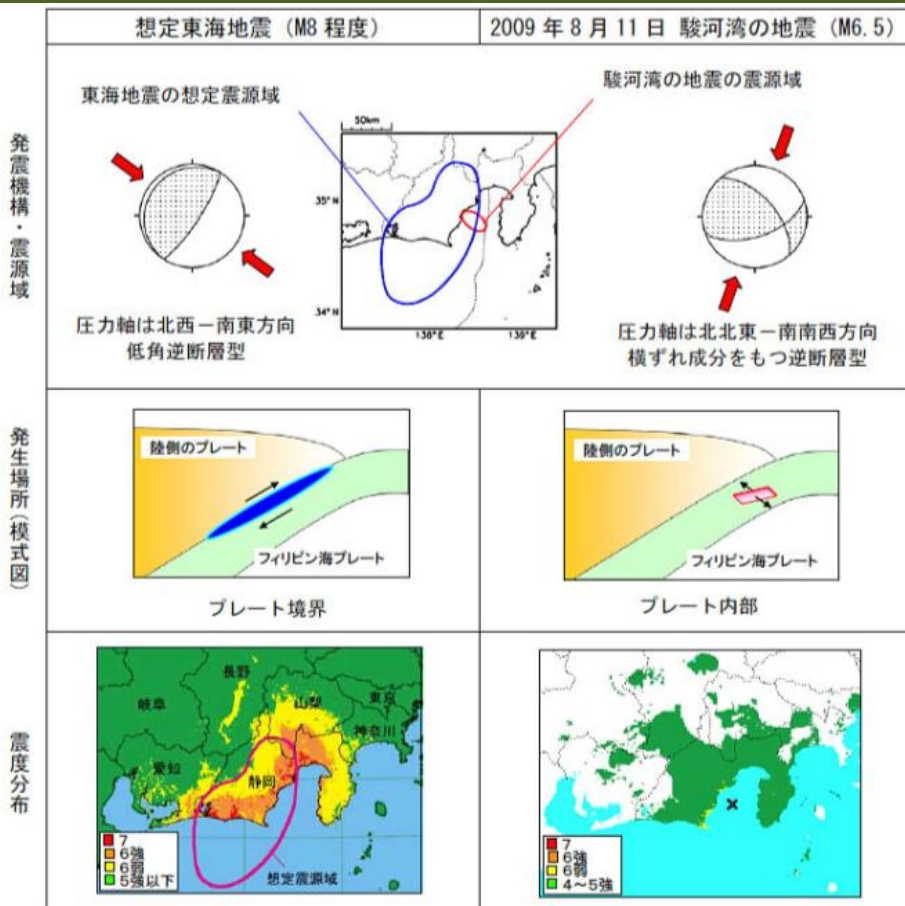 想定東海地震（M8 程度）
2009 年 8 月 11 日 駿河湾の地震（M6.5）
発震機構・震源域
東海地震の想定震源域
駿河湾の地震の震源域
50km
35°N
34°N
138°E
139°E
圧力軸は北西－南東方向
低角逆断層型
圧力軸は北北東－南南西方向
横ずれ成分をもつ逆断層型
発生場所(模式図)
陸側のプレート
フィリピン海プレート
プレート境界
陸側のプレート
フィリピン海プレート
プレート内部
震度分布
長野
岐阜
山梨
東京
神奈川
愛知
静岡
7
6強
6弱
5強以下
想定震源域
7
6強
6弱
4～5強